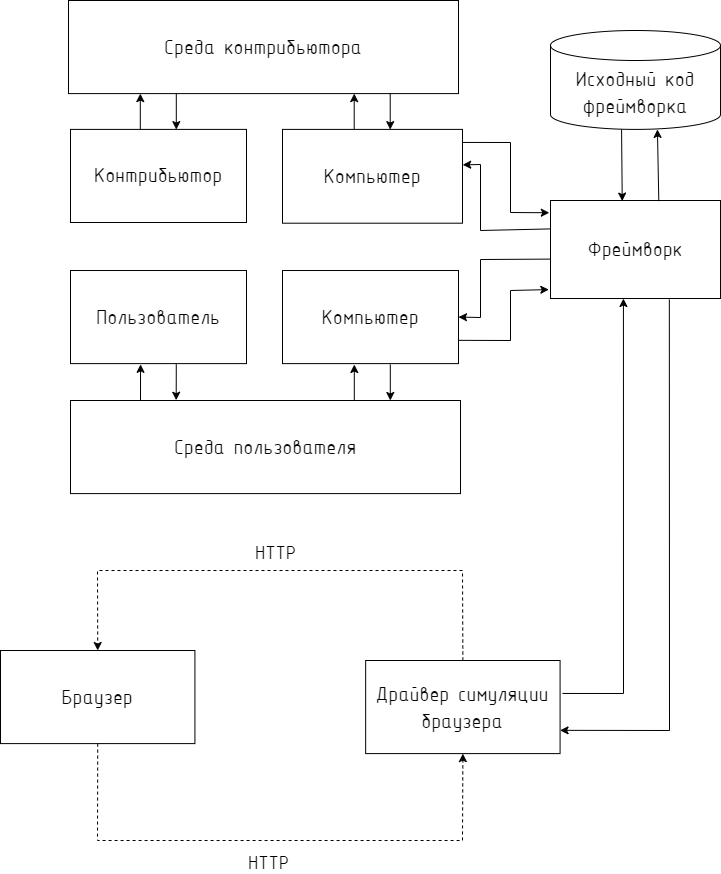 Среда контрибьютора
Исходный код
фреймворка
Контрибьютор
Компьютер
Фреймворк
Пользователь
Компьютер
Среда пользователя
HTTP
Браузер
Драйвер симуляции
браузера
HTTP